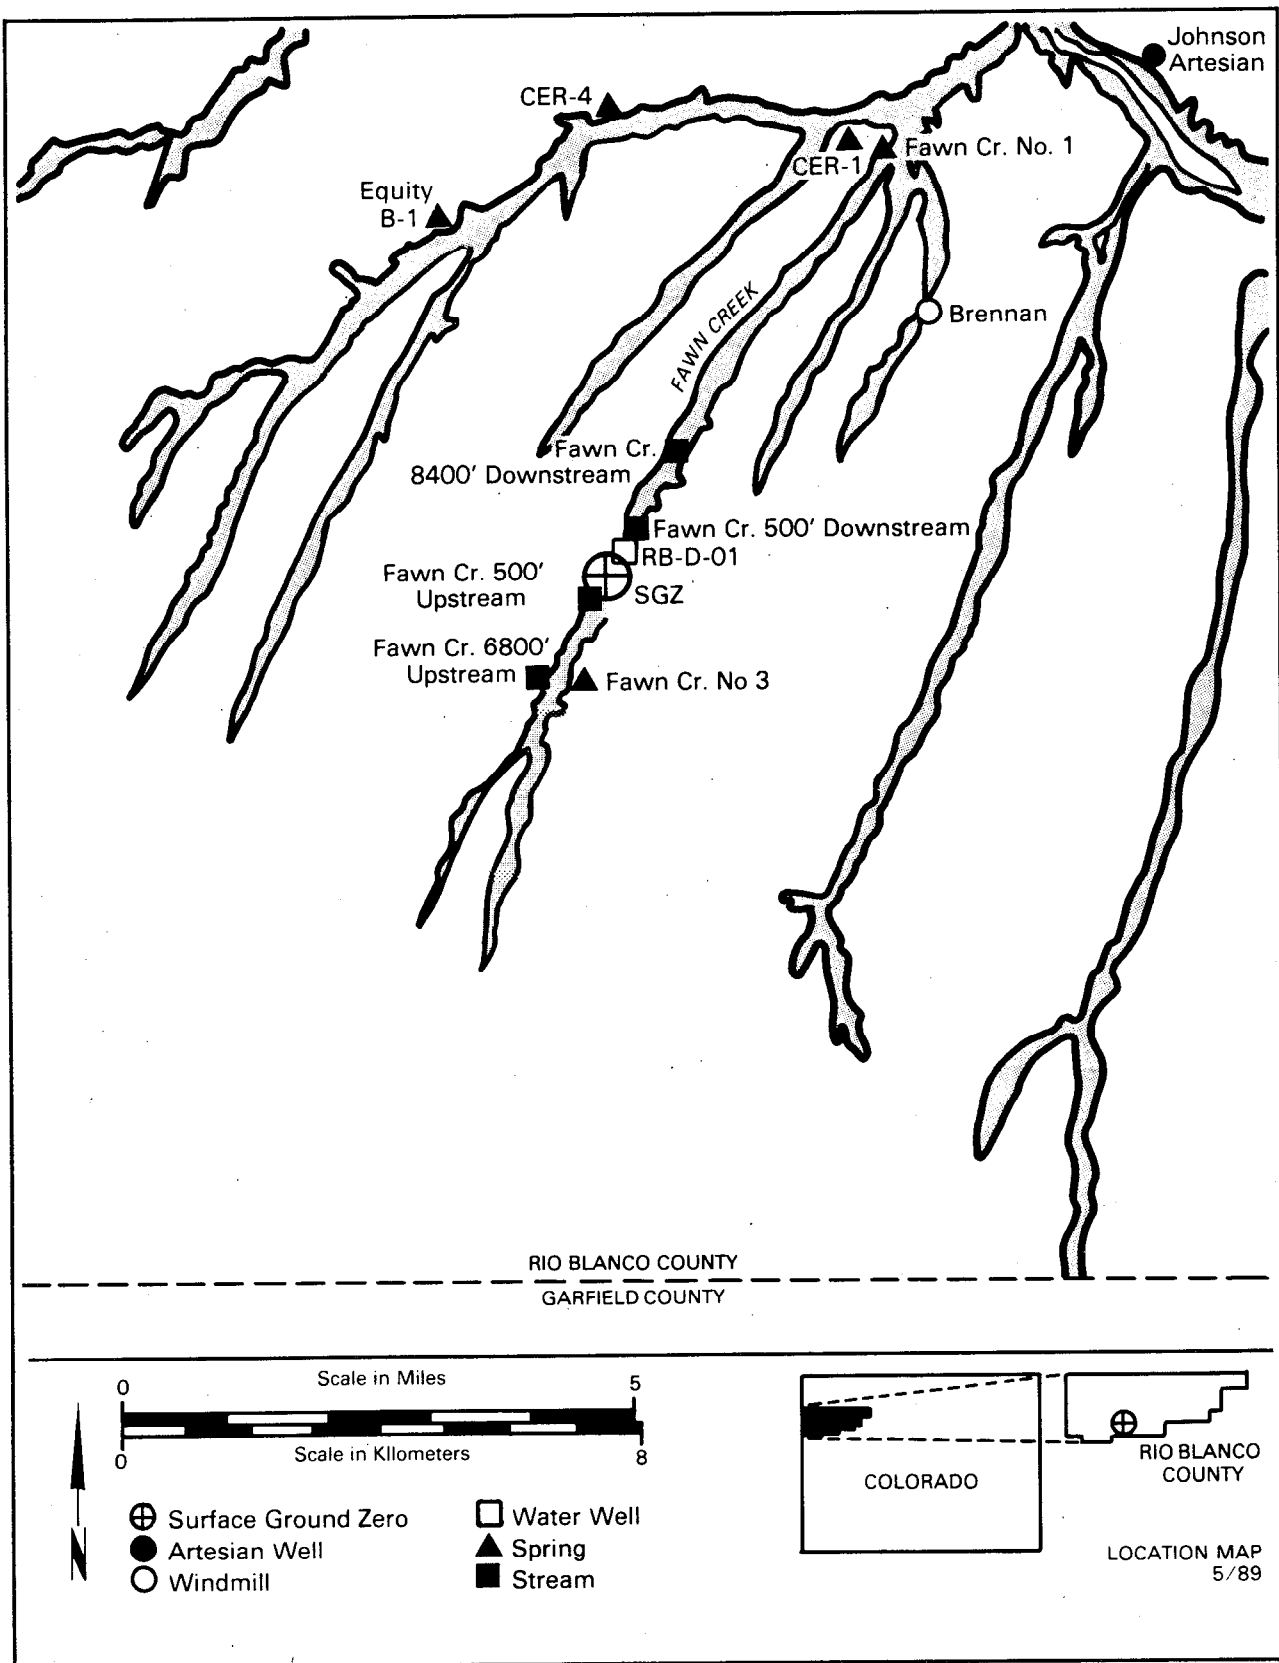 Johnson
Artesian
CER-4
CER-1
Fawn Cr. No. 1
Equity
B-1
FAWN CREEK
Brennan
Fawn Cr.
8400' Downstream
Fawn Cr. 500' Downstream
RB-D-01
Fawn Cr. 500'
Upstream
SGZ
Fawn Cr. 6800'
Upstream
Fawn Cr. No 3
RIO BLANCO COUNTY
GARFIELD COUNTY
0 Scale in Miles 5
Scale in KIlometers
0 8
N
Surface Ground Zero
Artesian Well
Windmill
Water Well
Spring
Stream
COLORADO
RIO BLANCO
COUNTY
LOCATION MAP
5/89